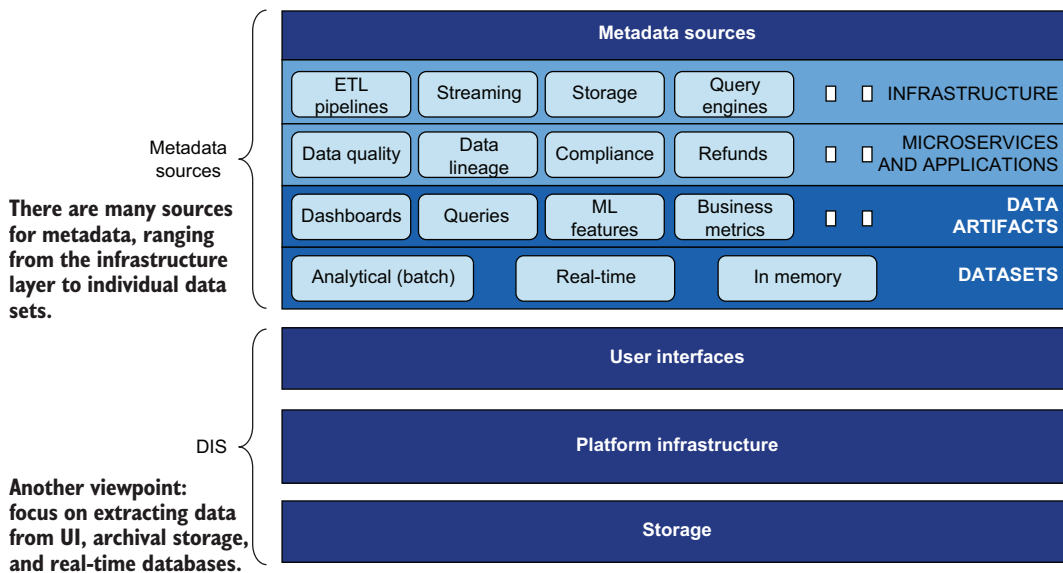 Metadata sources
ETL
pipelines
Streaming
Storage
Query
engines
INFRASTRUCTURE
Data quality
Data
lineage
Compliance
Refunds
MICROSERVICES
AND APPLICATIONS
Metadata
sources
There are many sources
for metadata, ranging
from the infrastructure
layer to individual data
sets.
Dashboards
Queries
ML
features
Business
metrics
DATA
ARTIFACTS
Analytical (batch)
Real-time
In memory
DATASETS
User interfaces
Platform infrastructure
DIS
Another viewpoint:
focus on extracting data
from UI, archival storage,
and real-time databases.
Storage